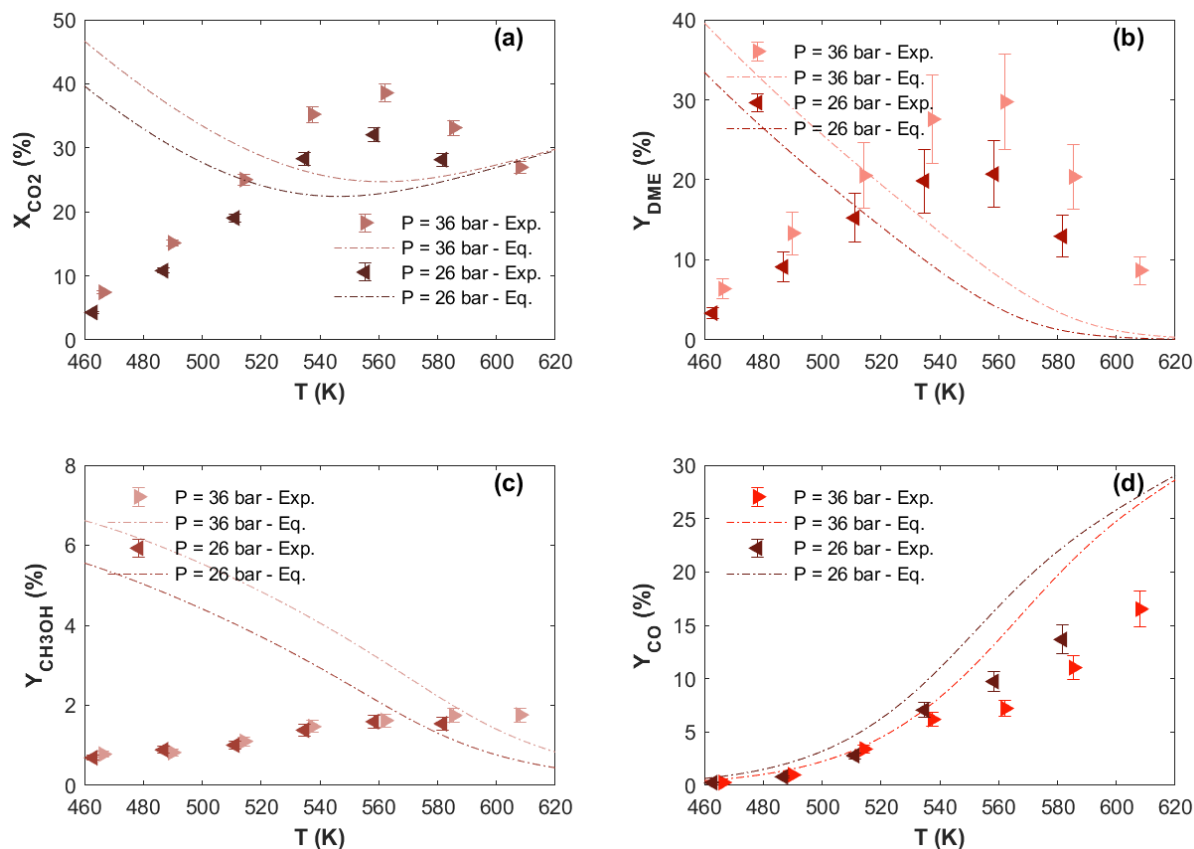 (a)
50
40
30
20
10
0
X_CO2 (%)
P = 36 bar - Exp.
P = 36 bar - Eq.
P = 26 bar - Exp.
P = 26 bar - Eq.
460 480 500 520 540 560 580 600 620
T (K)
(b)
40
30
20
10
0
Y_DME (%)
P = 36 bar - Exp.
P = 36 bar - Eq.
P = 26 bar - Exp.
P = 26 bar - Eq.
460 480 500 520 540 560 580 600 620
T (K)
(c)
8
6
4
2
0
Y_CH3OH (%)
P = 36 bar - Exp.
P = 36 bar - Eq.
P = 26 bar - Exp.
P = 26 bar - Eq.
460 480 500 520 540 560 580 600 620
T (K)
(d)
30
25
20
15
10
5
0
Y_CO (%)
P = 36 bar - Exp.
P = 36 bar - Eq.
P = 26 bar - Exp.
P = 26 bar - Eq.
460 480 500 520 540 560 580 600 620
T (K)